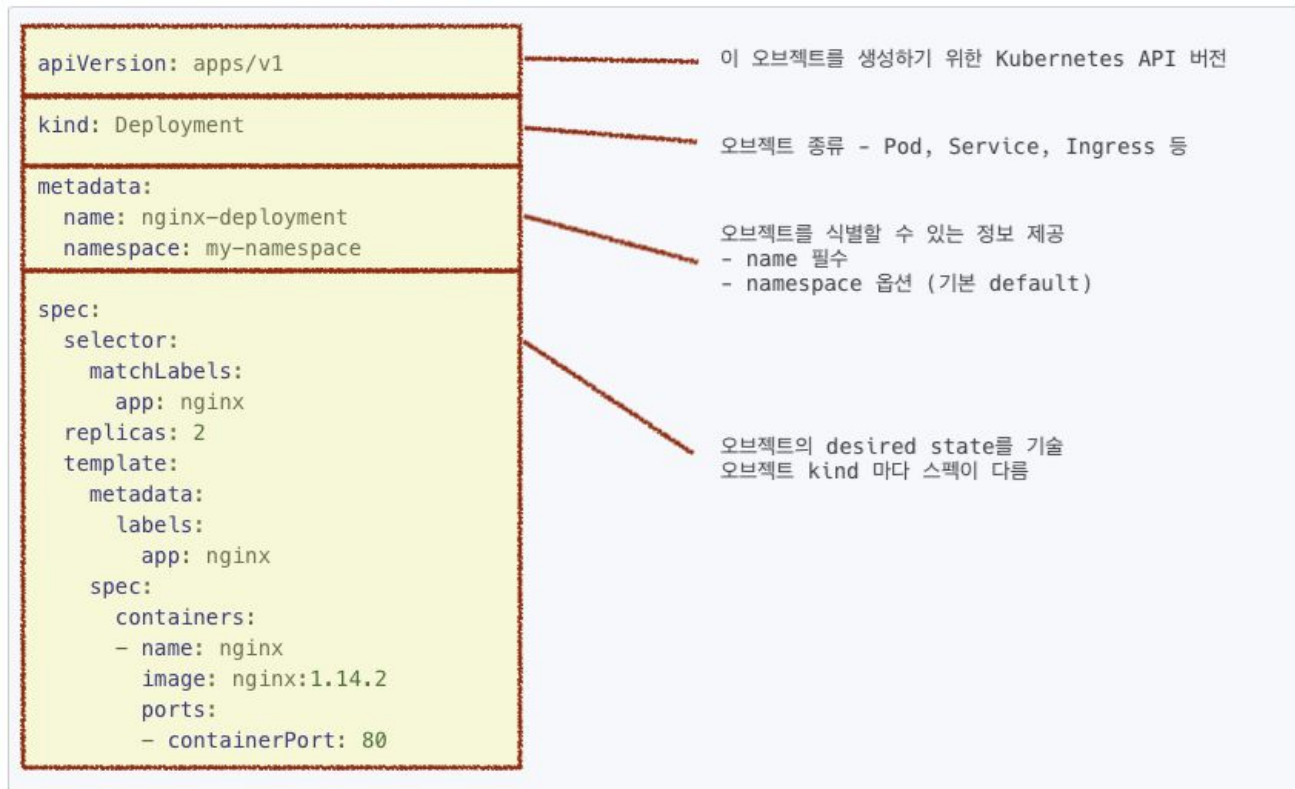 apiVersion: apps/v1
kind: Deployment
metadata:
  name: nginx-deployment
  namespace: my-namespace
spec:
  selector:
    matchLabels:
      app: nginx
  replicas: 2
  template:
    metadata:
      labels:
        app: nginx
    spec:
      containers:
      - name: nginx
        image: nginx:1.14.2
        ports:
        - containerPort: 80
이 오브젝트를 생성하기 위한 Kubernetes API 버전
오브젝트 종류 - Pod, Service, Ingress 등
오브젝트를 식별할 수 있는 정보 제공
- name 필수
- namespace 옵션 (기본 default)
오브젝트의 desired state를 기술
오브젝트 kind 마다 스펙이 다름